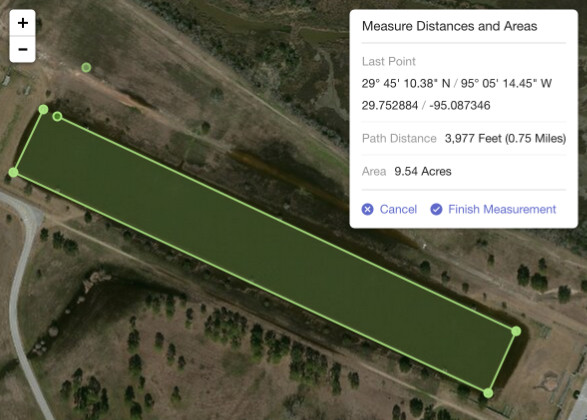 +
−
Measure Distances and Areas
Last Point
29° 45' 10.38" N / 95° 05' 14.45" W
29.752884 / -95.087346
Path Distance 3,977 Feet (0.75 Miles)
Area 9.54 Acres
Cancel Finish Measurement